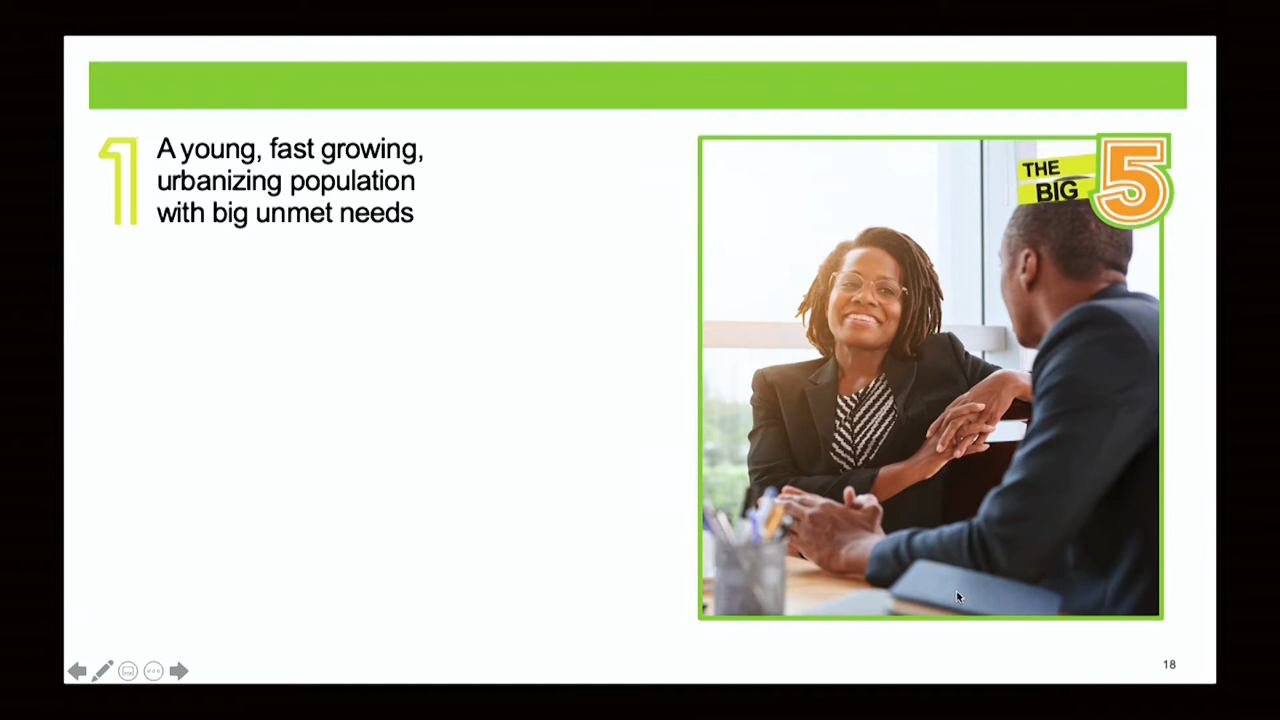 1
A young, fast growing,
urbanizing population
with big unmet needs
THE
BIG
5
18